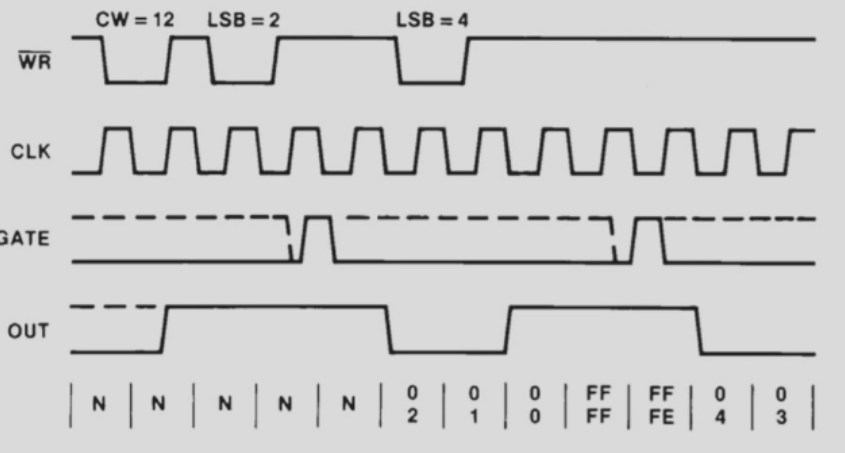 CW = 12 LSB = 2 LSB = 4
WR
CLK
GATE
OUT
N N N N N 0 0 0 FF FF 0 0
2 1 0 FF FE 4 3